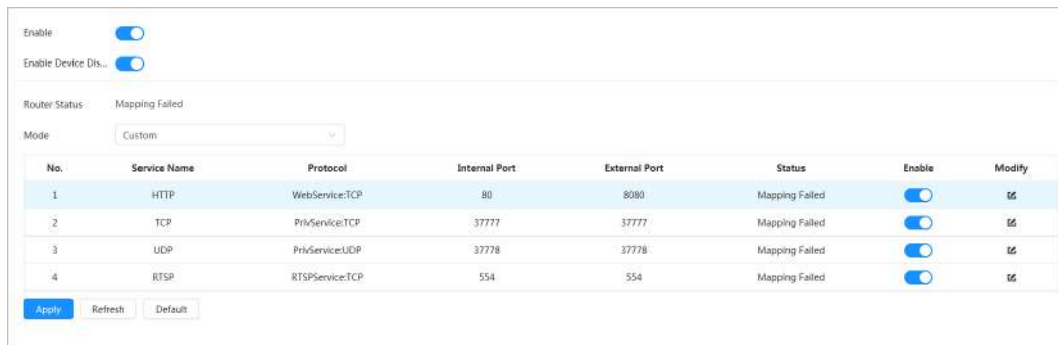 Enable
Enable Device Dis...
Router Status Mapping Failed
Mode Custom
No. Service Name Protocol Internal Port External Port Status Enable Modify
1 HTTP WebService:TCP 80 8080 Mapping Failed
2 TCP PrivService:TCP 37777 37777 Mapping Failed
3 UDP PrivService:UDP 37778 37778 Mapping Failed
4 RTSP RTSPService:TCP 554 554 Mapping Failed
Apply Refresh Default